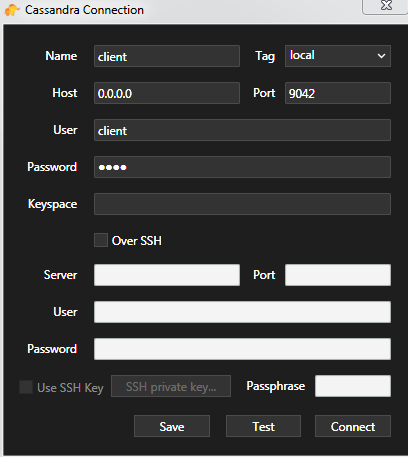 Cassandra Connection
Name client Tag local
Host 0.0.0.0 Port 9042
User client
Password ••••
Keyspace
Over SSH
Server Port
User
Password
Use SSH Key SSH private key... Passphrase
Save Test Connect